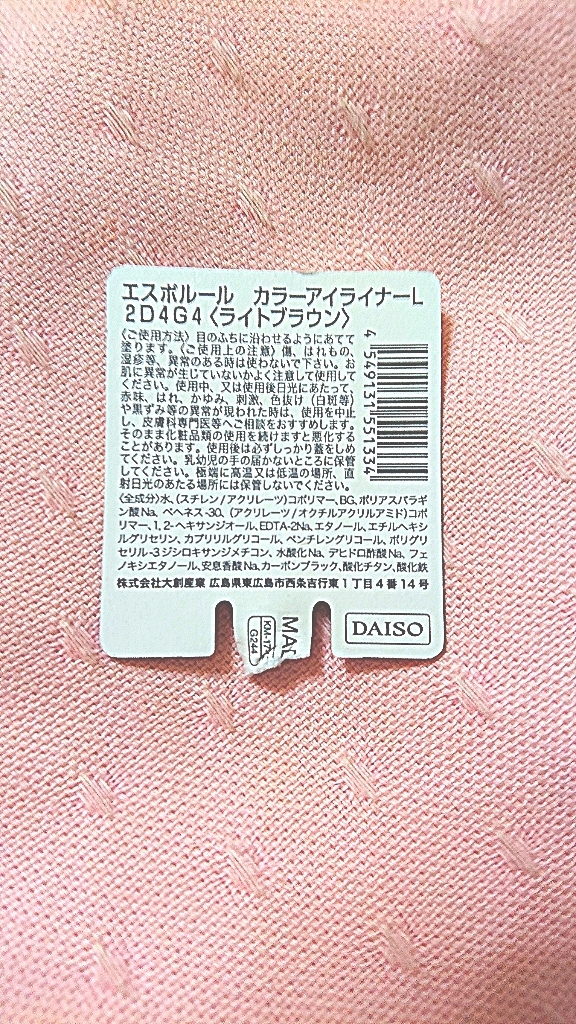 エスポルール カラーアイライナーL
2D4G4〈ライトブラウン〉
〈ご使用方法〉目のふちに沿わせるようにあてて
塗ります。〈ご使用上の注意〉傷、はれもの、
湿疹等、異常のある時は使わないで下さい。お
肌に異常が生じていないかよく注意して使用して
ください。使用中、又は使用後日光にあたって、
赤味、はれ、かゆみ、刺激、色抜け（白斑等）
や黒ずみ等の異常が現われた時は、使用を中止
し、皮膚科専門医等へご相談をおすすめします。
そのまま化粧品類の使用を続けますと悪化する
ことがあります。使用後は必ずしっかり蓋をしめ
てください。乳幼児の手の届かないところに保管
してください。極端に高温又は低温の場所、直
射日光のあたる場所には保管しないでください。
4 549131 551334
〈全成分〉水、(スチレン/アクリレーツ)コポリマー、BG、ポリアスパラギ
ン酸Na、ベヘネス-30、(アクリレーツ/オクチルアクリルアミド)コポリ
マー、1,2-ヘキサンジオール、EDTA-2Na、エタノール、エチルヘキシ
ルグリセリン、カプリリルグリコール、ペンチレングリコール、ポリグリ
セリル-3ジシロキサンジメチコン、水酸化Na、デヒドロ酢酸Na、フェ
ノキシエタノール、安息香酸Na、カーボンブラック、酸化チタン、酸化鉄
株式会社大創産業 広島県東広島市西条吉行東1丁目4番14号
KM-17
G244
DAISO